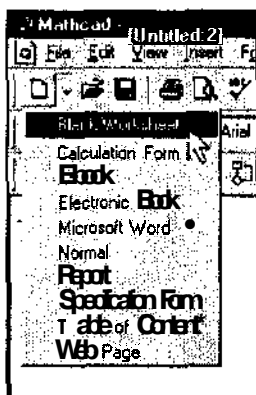 Mathcad - [Untitled:2]
File Edit View Insert Fo
Blank Worksheet
Arial
Calculation Form
Ebook
Electronic Book
Microsoft Word
Normal
Report
Specification Form
Table of Content
Web Page